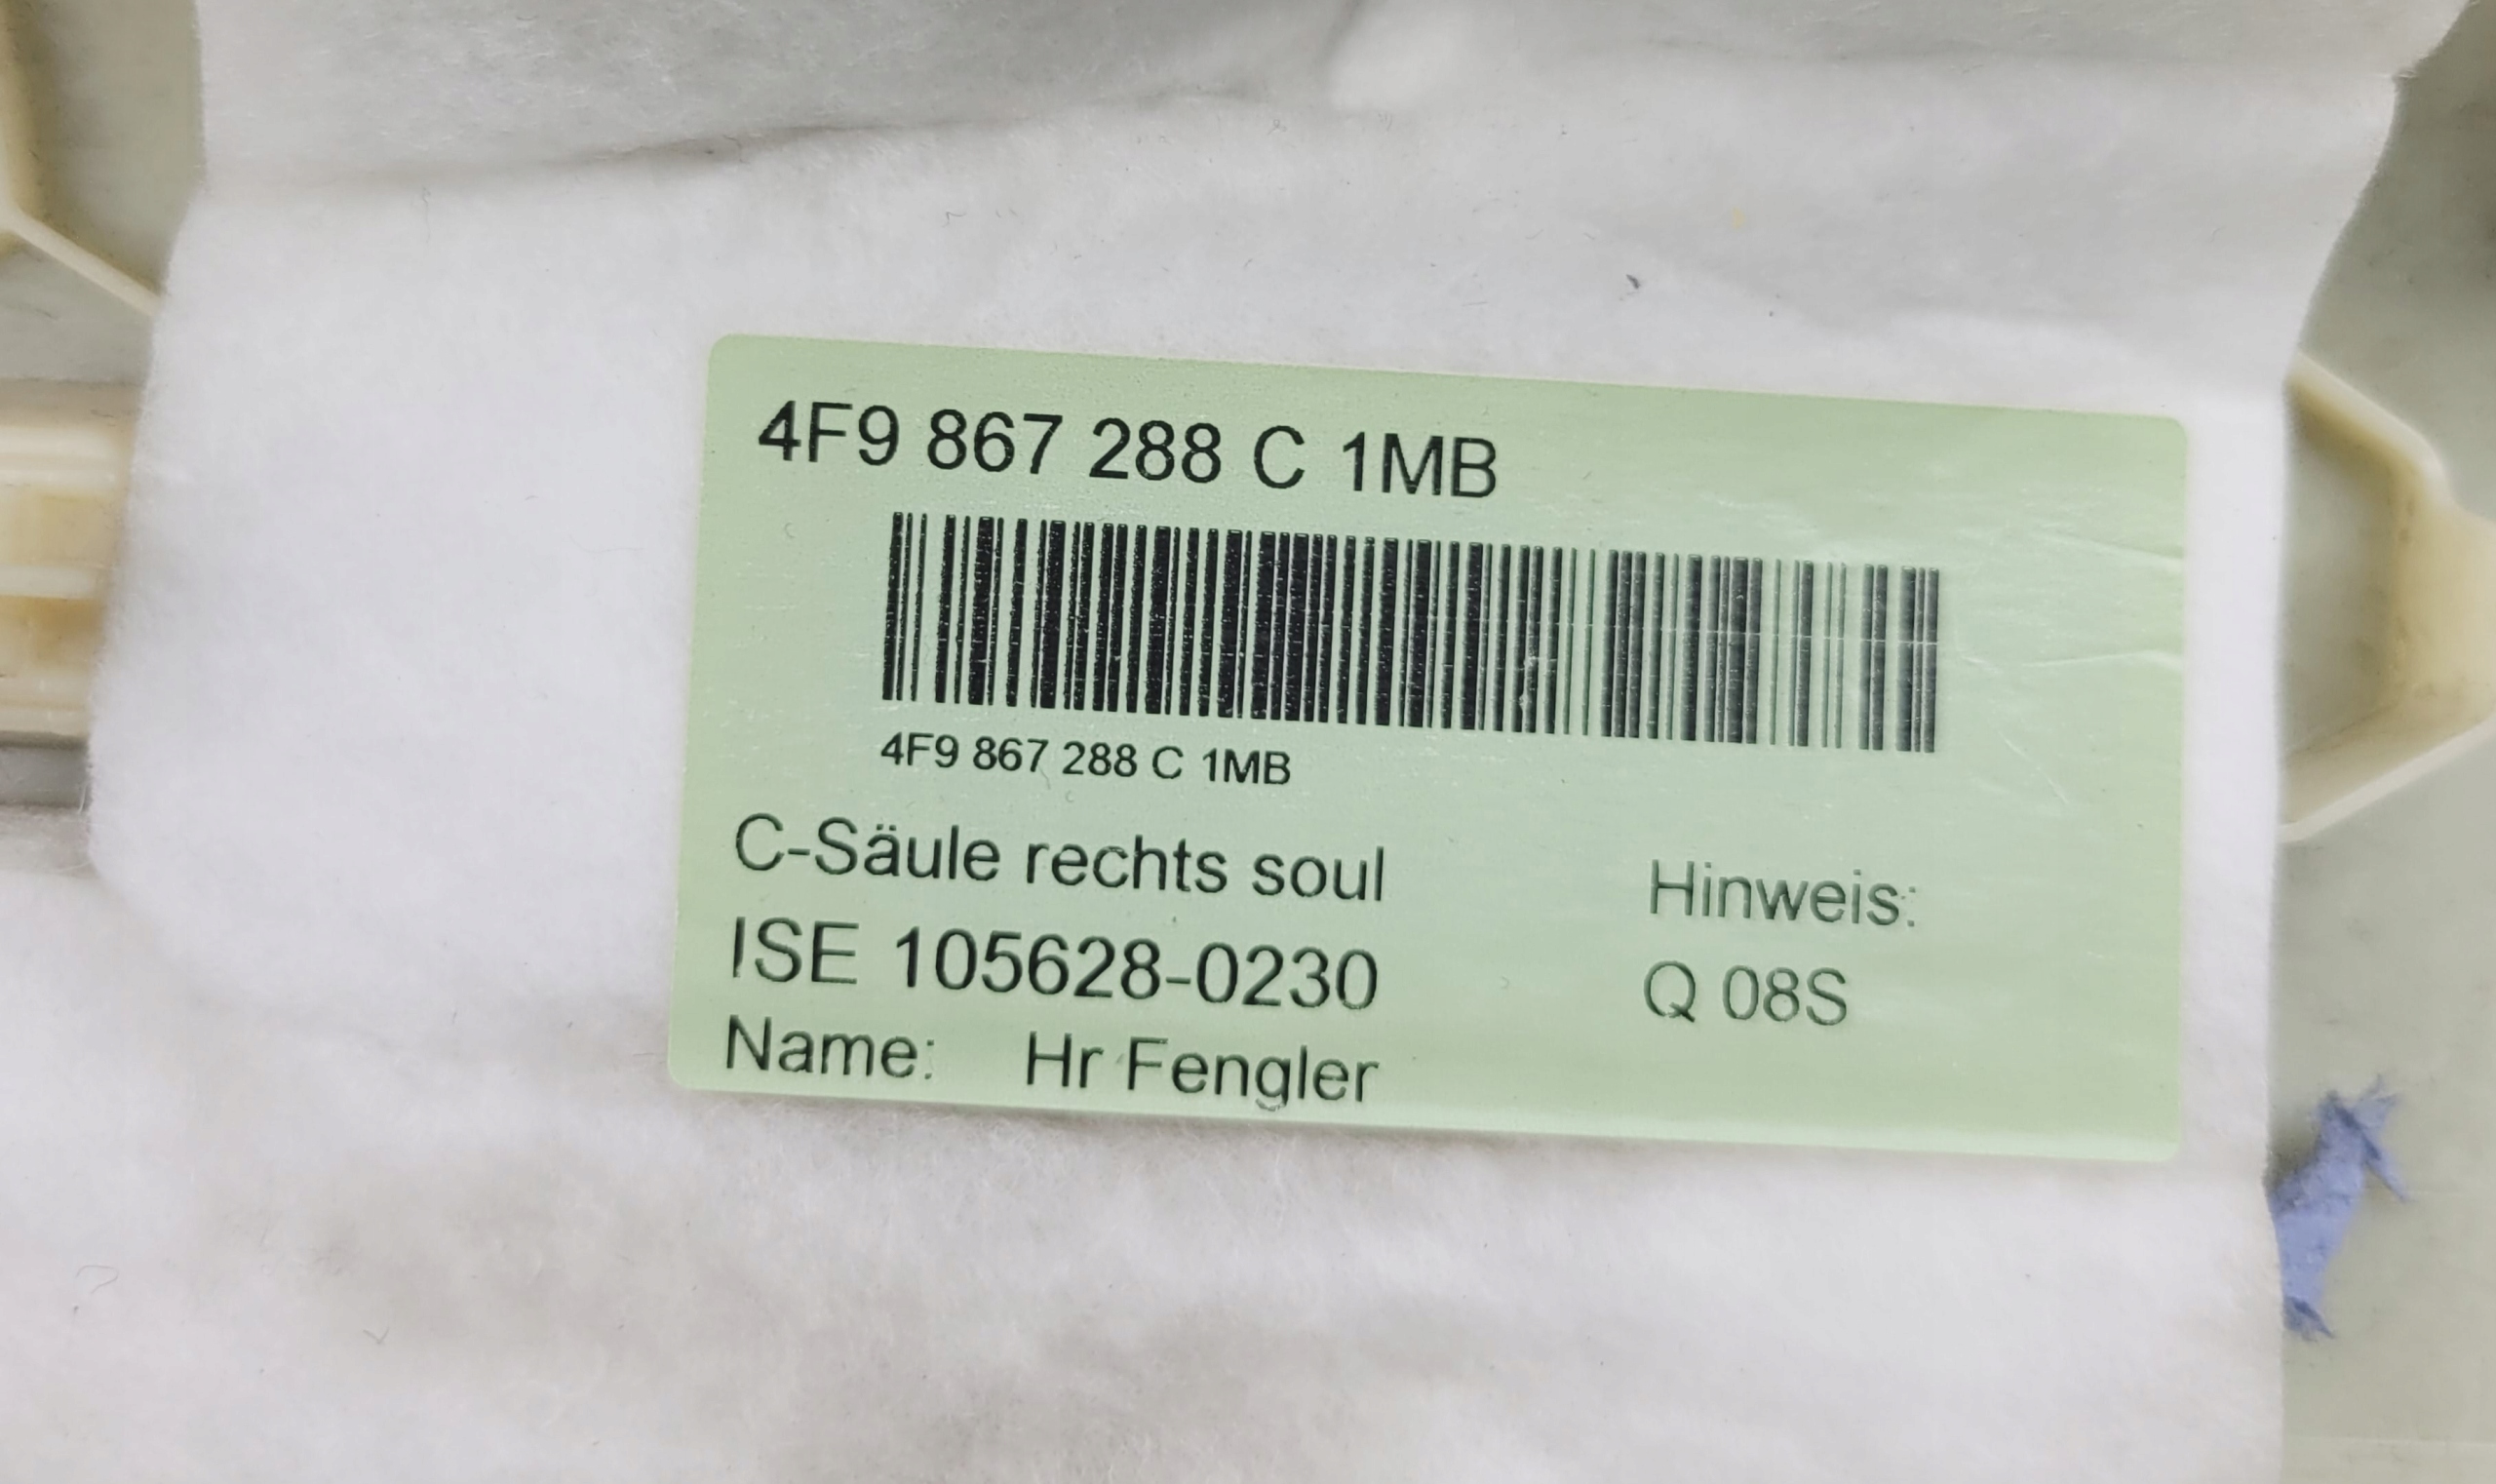 4F9 867 288 C 1MB
4F9 867 288 C 1MB
C-Säule rechts soul
Hinweis:
ISE 105628-0230
Q 08S
Name: Hr Fengler